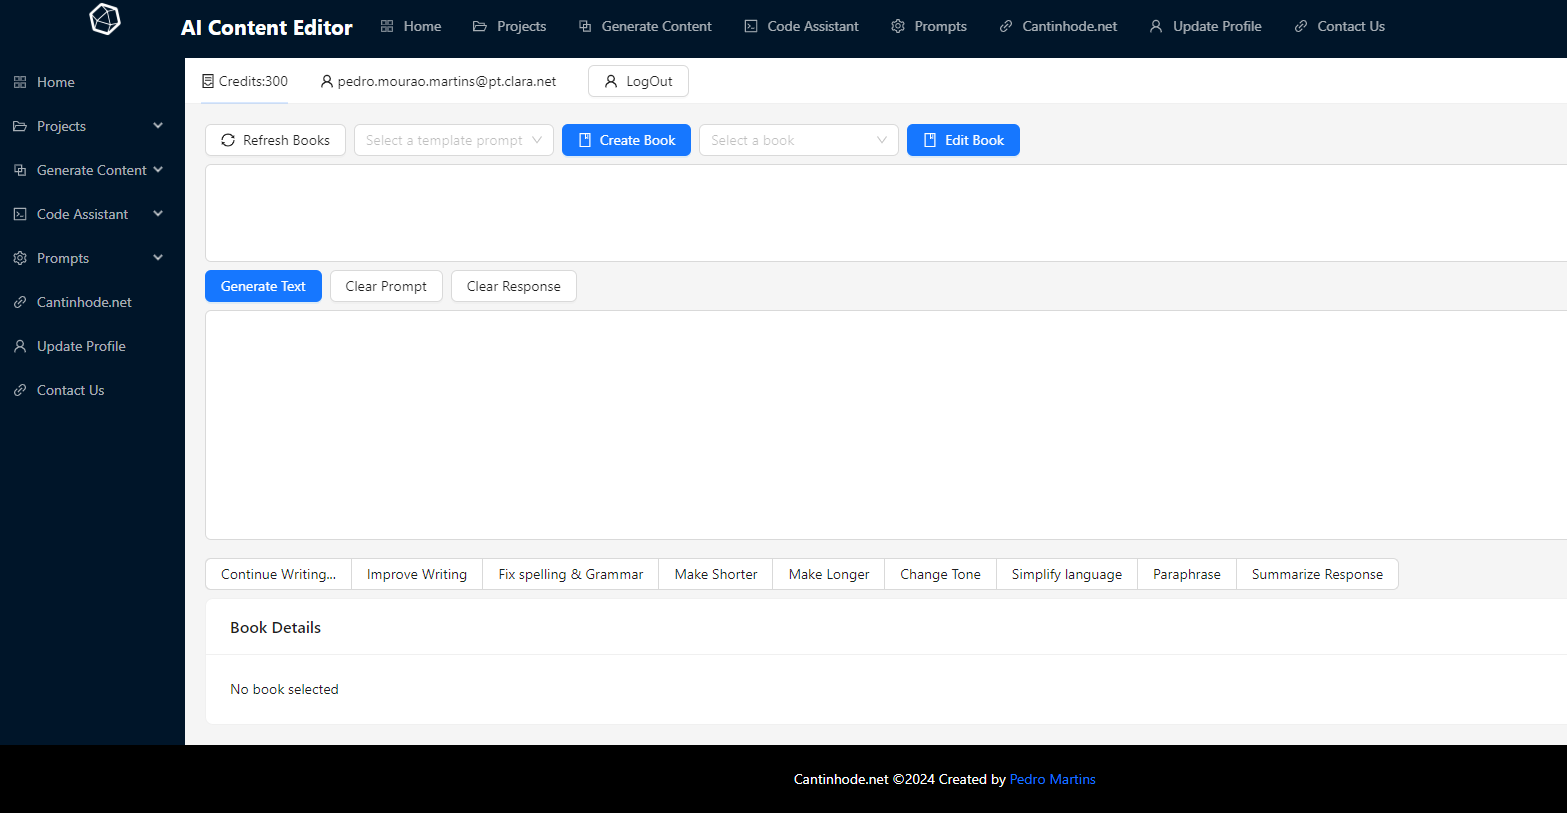 AI Content Editor Home Projects Generate Content Code Assistant Prompts Cantinhode.net Update Profile Contact Us
Home
Projects
Generate Content
Code Assistant
Prompts
Cantinhode.net
Update Profile
Contact Us
Credits:300 pedro.mourao.martins@pt.clara.net LogOut
Refresh Books Select a template prompt Create Book Select a book Edit Book
Generate Text Clear Prompt Clear Response
Continue Writing... Improve Writing Fix spelling & Grammar Make Shorter Make Longer Change Tone Simplify language Paraphrase Summarize Response
Book Details
No book selected
Cantinhode.net ©2024 Created by Pedro Martins